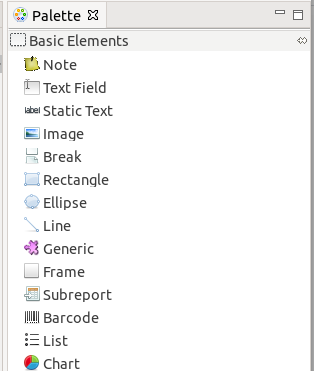 Palette
Basic Elements
Note
Text Field
label Static Text
Image
Break
Rectangle
Ellipse
Line
Generic
Frame
Subreport
Barcode
List
Chart